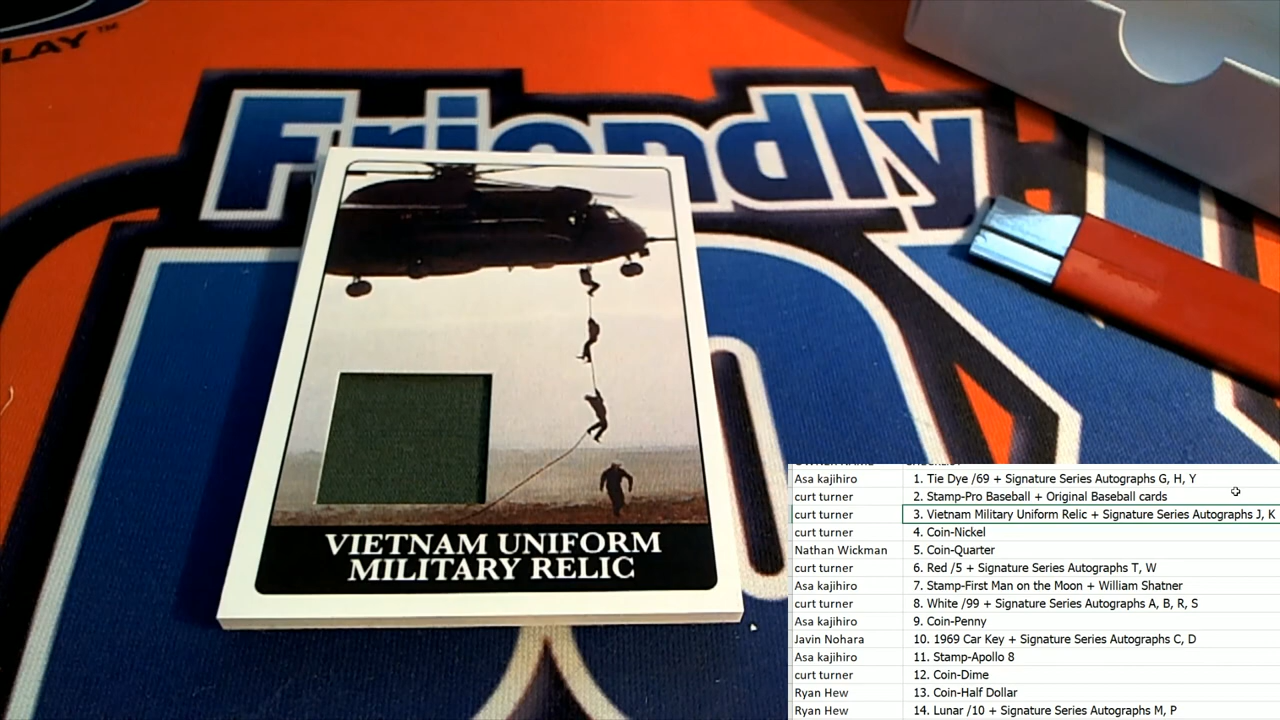 LAY™
Friendly
VIETNAM UNIFORM
MILITARY RELIC
Asa kajihiro 1. Tie Dye /69 + Signature Series Autographs G, H, Y
curt turner 2. Stamp-Pro Baseball + Original Baseball cards
curt turner 3. Vietnam Military Uniform Relic + Signature Series Autographs J, K
curt turner 4. Coin-Nickel
Nathan Wickman 5. Coin-Quarter
curt turner 6. Red /5 + Signature Series Autographs T, W
Asa kajihiro 7. Stamp-First Man on the Moon + William Shatner
curt turner 8. White /99 + Signature Series Autographs A, B, R, S
Asa kajihiro 9. Coin-Penny
Javin Nohara 10. 1969 Car Key + Signature Series Autographs C, D
Asa kajihiro 11. Stamp-Apollo 8
curt turner 12. Coin-Dime
Ryan Hew 13. Coin-Half Dollar
Ryan Hew 14. Lunar /10 + Signature Series Autographs M, P